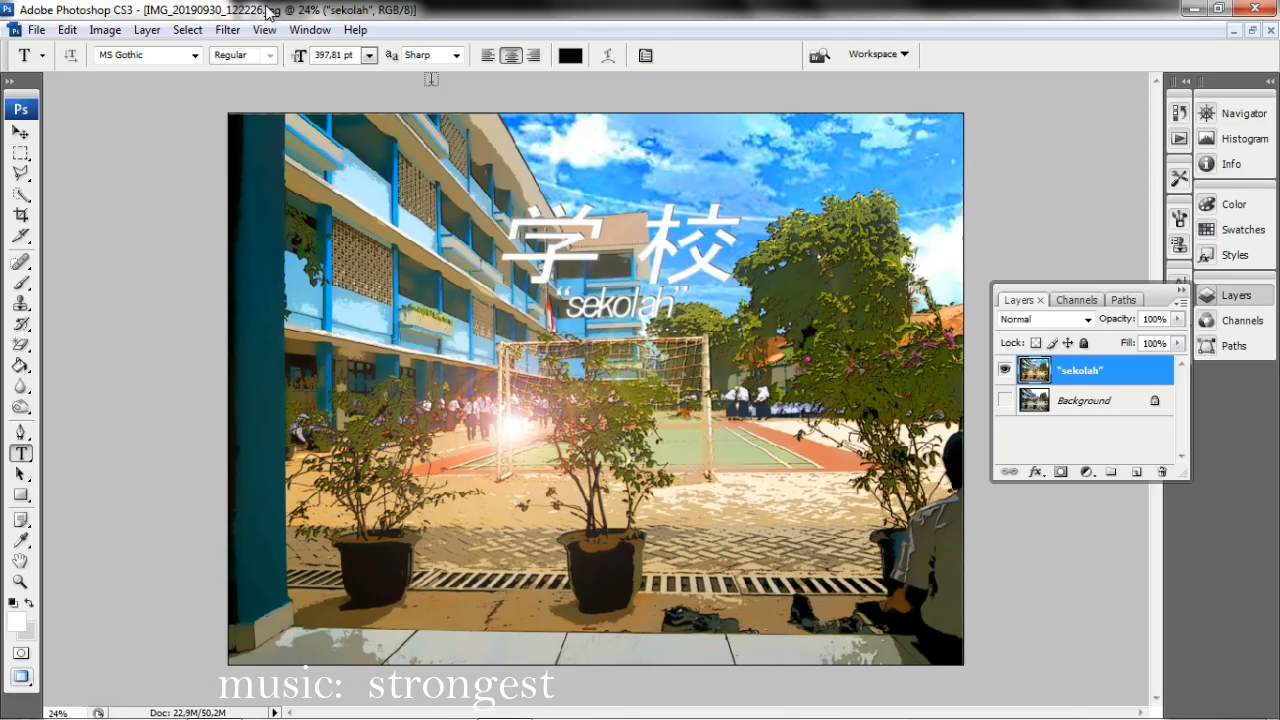 Adobe Photoshop CS3 - [IMG_20190930_122226.jpg @ 24% ("sekolah", RGB/8)]
File Edit Image Layer Select Filter View Window Help
MS Gothic Regular 397,81 pt Sharp Workspace
Ps
Navigator
Histogram
Info
Color
Swatches
Styles
Layers
Channels
Paths
学校
"sekolah"
Layers Channels Paths
Normal Opacity: 100%
Lock: Fill: 100%
"sekolah"
Background
music: strongest
24% Doc: 22,9M/50,2M